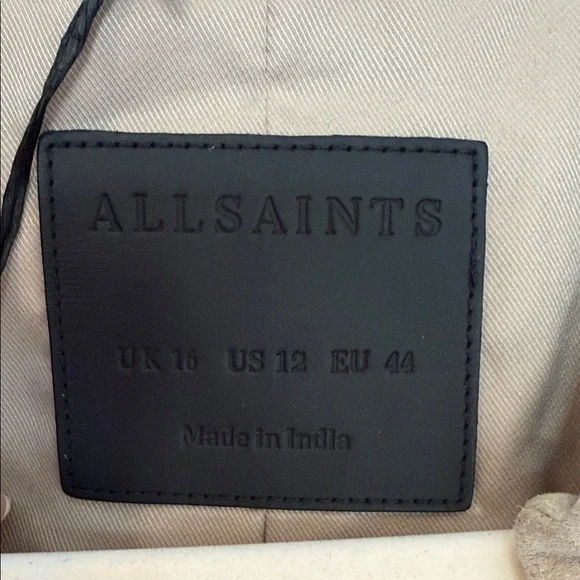 ALLSAINTS
UK 16 US 12 EU 44
Made in India